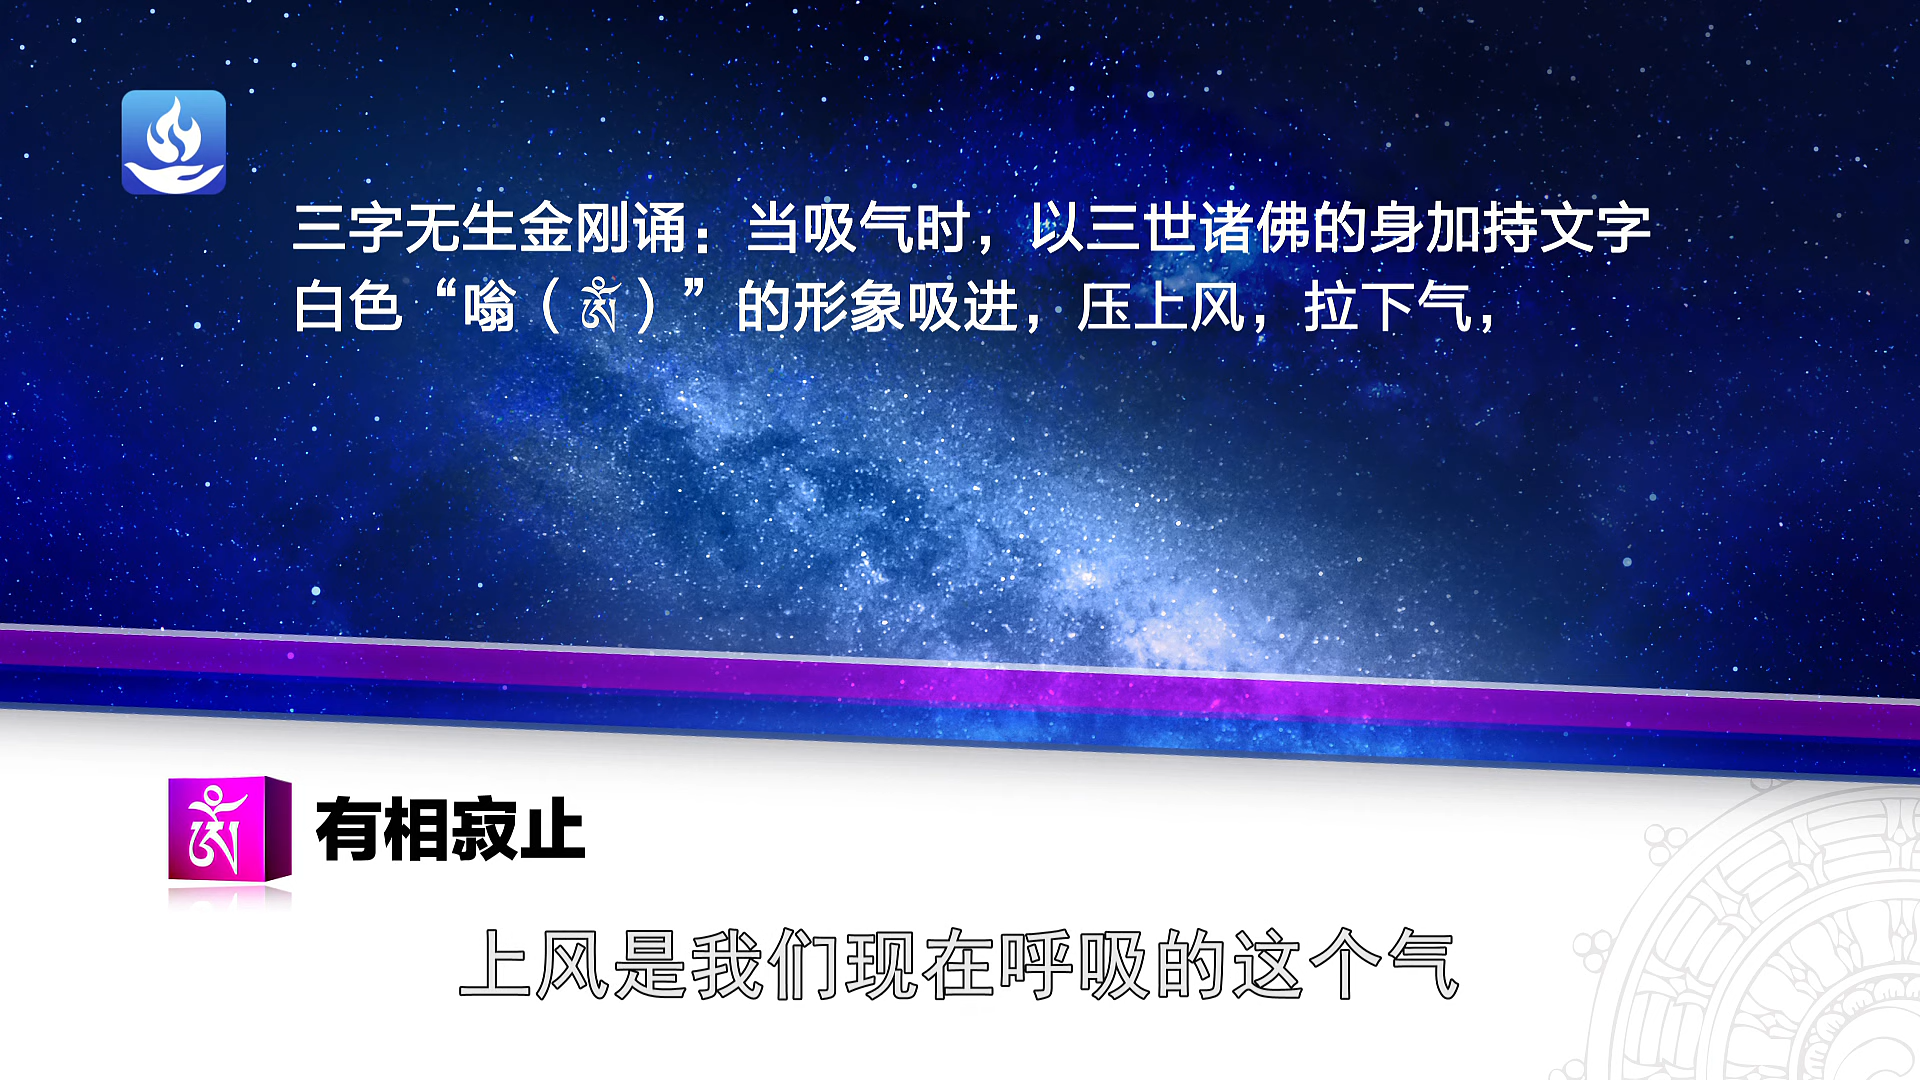 三字无生金刚诵：当吸气时，以三世诸佛的身加持文字
白色“嗡（ༀ）”的形象吸进，压上风，拉下气，
ༀ
有相寂止
上风是我们现在呼吸的这个气